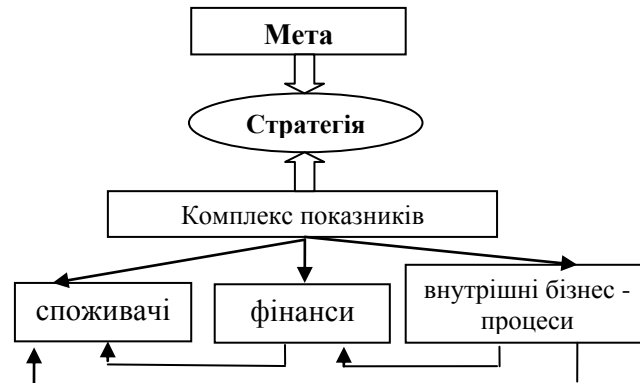 Мета
Стратегія
Комплекс показників
споживачі
фінанси
внутрішні бізнес -
процеси